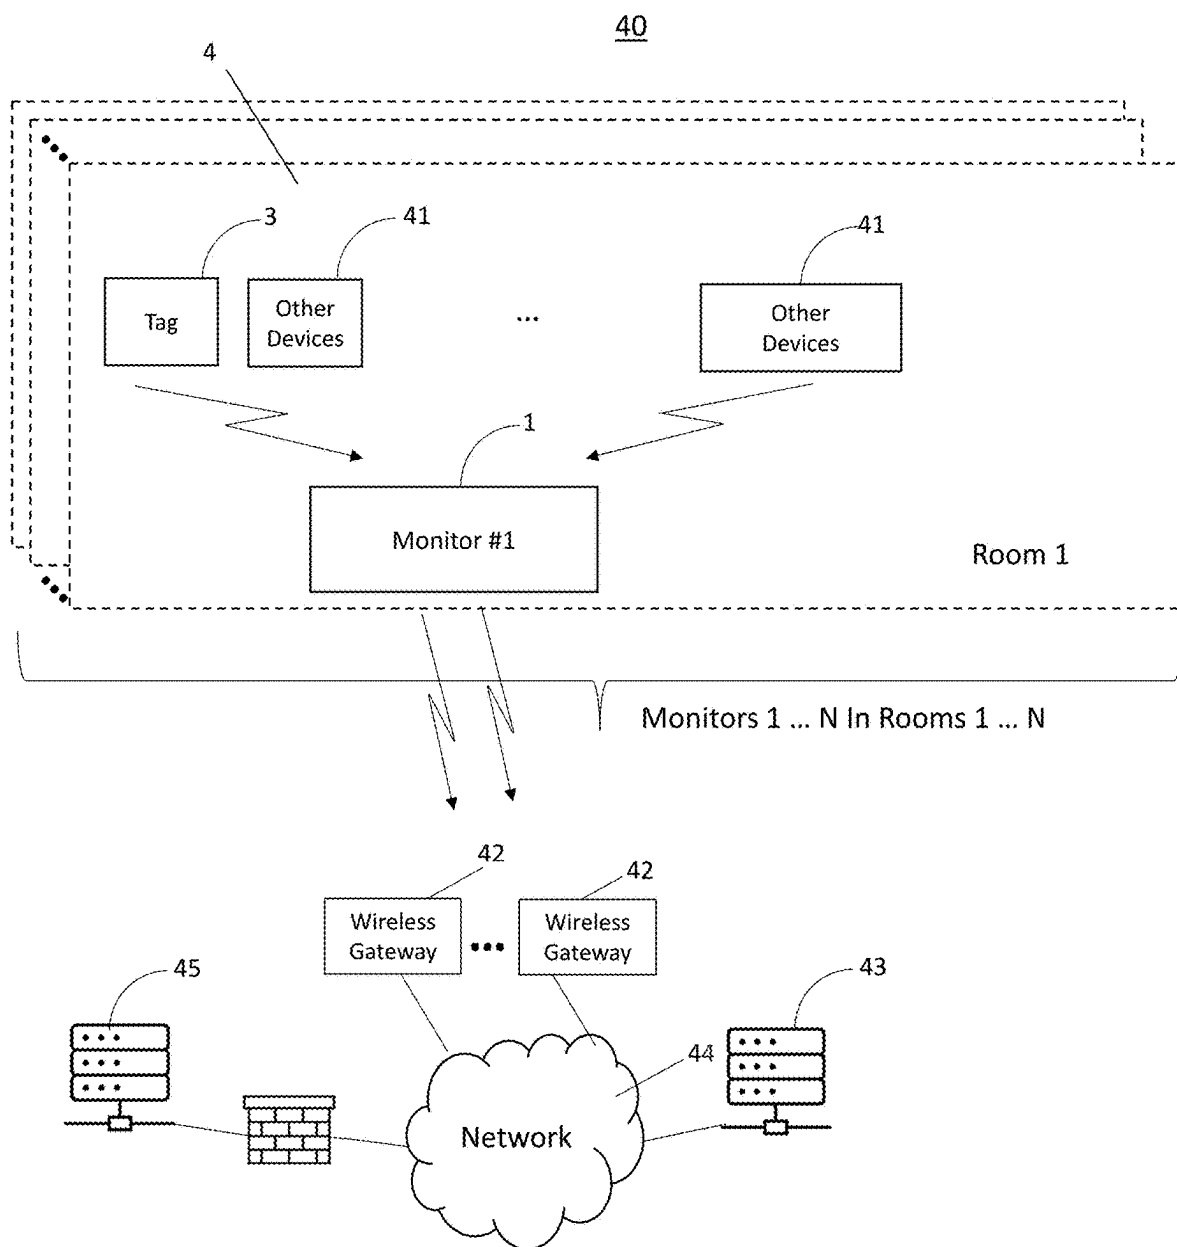 40
4
3
41
41
Tag
Other
Devices
...
Other
Devices
1
Monitor #1
Room 1
Monitors 1 ... N In Rooms 1 ... N
42
42
Wireless
Gateway
Wireless
Gateway
45
43
44
Network